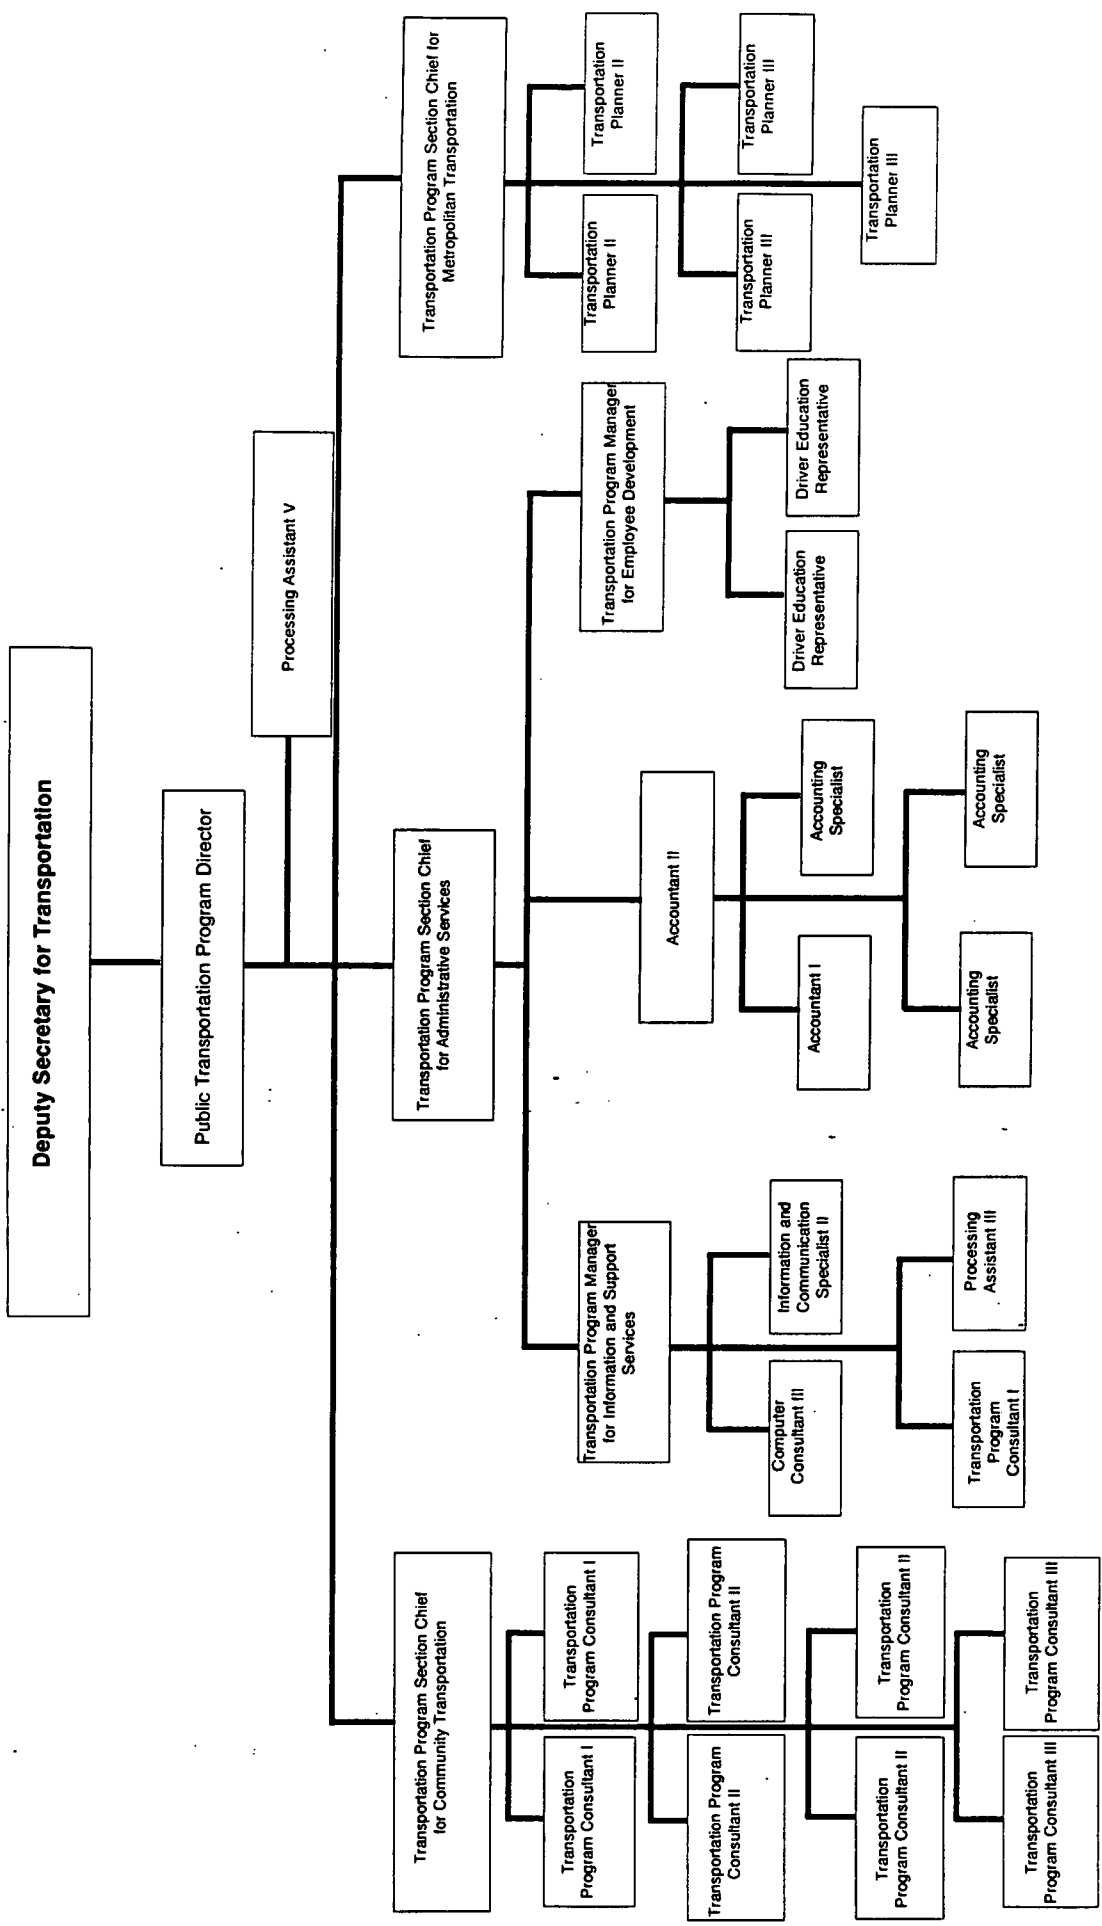 Deputy Secretary for Transportation
Public Transportation Program Director
Processing Assistant V
Transportation Program Section Chief
for Community Transportation
Transportation Program Section Chief
for Administrative Services
Transportation Program Section Chief for
Metropolitan Transportation
Transportation
Program Consultant I
Transportation
Program Consultant I
Transportation Program
Consultant II
Transportation Program
Consultant II
Transportation
Program Consultant II
Transportation
Program Consultant II
Transportation
Program Consultant III
Transportation
Program Consultant III
Transportation Program Manager
for Information and Support
Services
Computer
Consultant III
Information and
Communication
Specialist II
Transportation
Program
Consultant I
Processing
Assistant III
Accountant II
Accountant I
Accounting
Specialist
Accounting
Specialist
Accounting
Specialist
Transportation Program Manager
for Employee Development
Driver Education
Representative
Driver Education
Representative
Transportation
Planner II
Transportation
Planner II
Transportation
Planner III
Transportation
Planner III
Transportation
Planner III